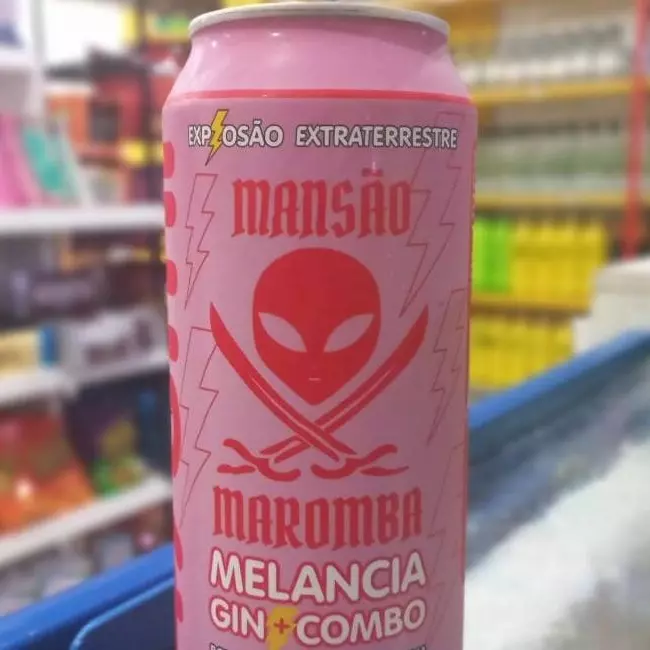 EXPLOSÃO EXTRATERRESTRE
MANSÃO
MAROMBA
MELANCIA
GIN+COMBO